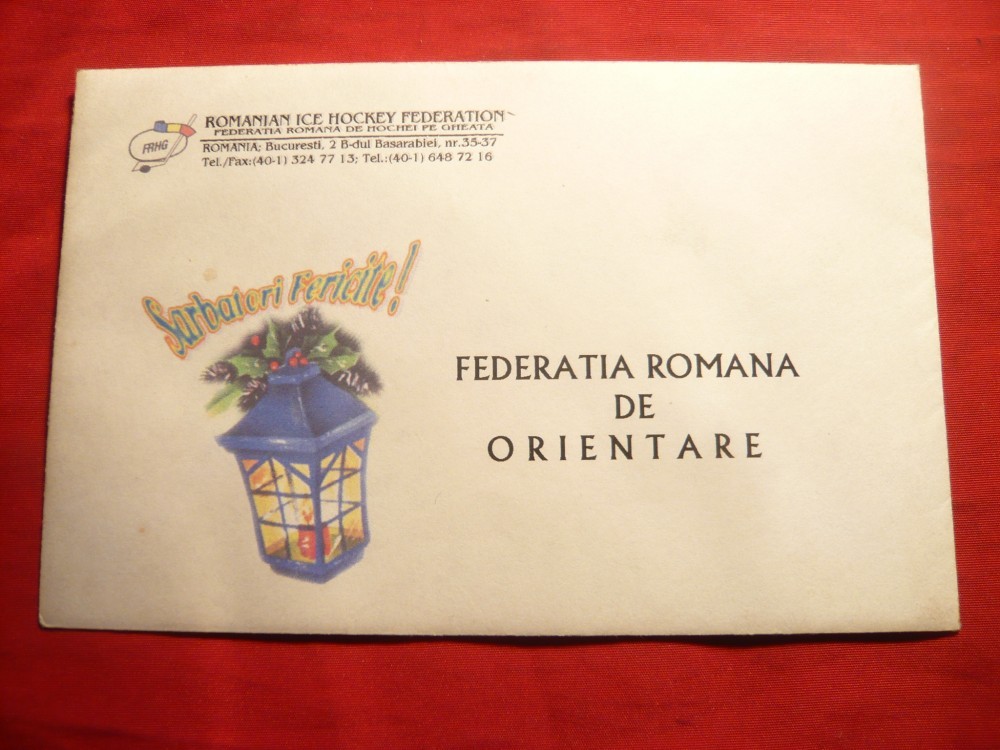 FRHG
ROMANIAN ICE HOCKEY FEDERATION
FEDERATIA ROMANA DE HOCHEI PE GHEATA
ROMANIA; Bucuresti, 2 B-dul Basarabiei, nr.35-37
Tel./Fax:(40-1) 324 77 13; Tel.:(40-1) 648 72 16
Sarbatori Fericite!
FEDERATIA ROMANA
DE
ORIENTARE